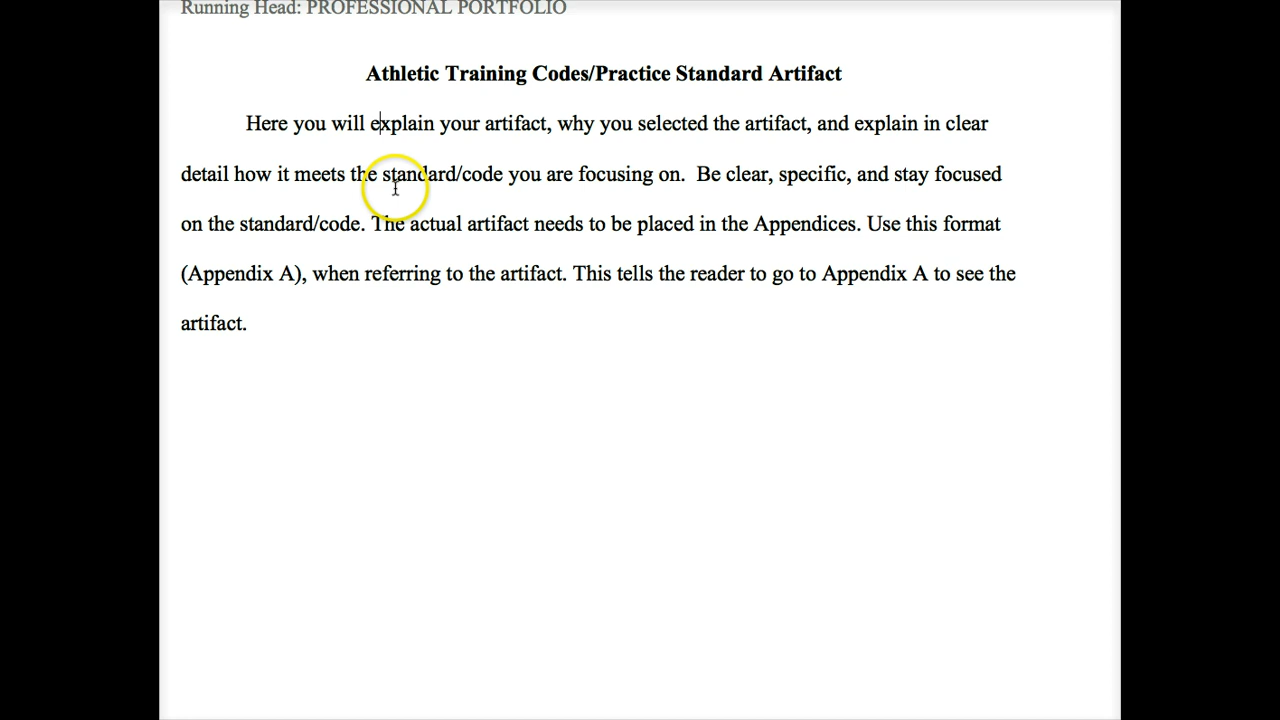 Running Head: PROFESSIONAL PORTFOLIO
Athletic Training Codes/Practice Standard Artifact
Here you will explain your artifact, why you selected the artifact, and explain in clear
detail how it meets the standard/code you are focusing on.  Be clear, specific, and stay focused
on the standard/code. The actual artifact needs to be placed in the Appendices. Use this format
(Appendix A), when referring to the artifact. This tells the reader to go to Appendix A to see the
artifact.